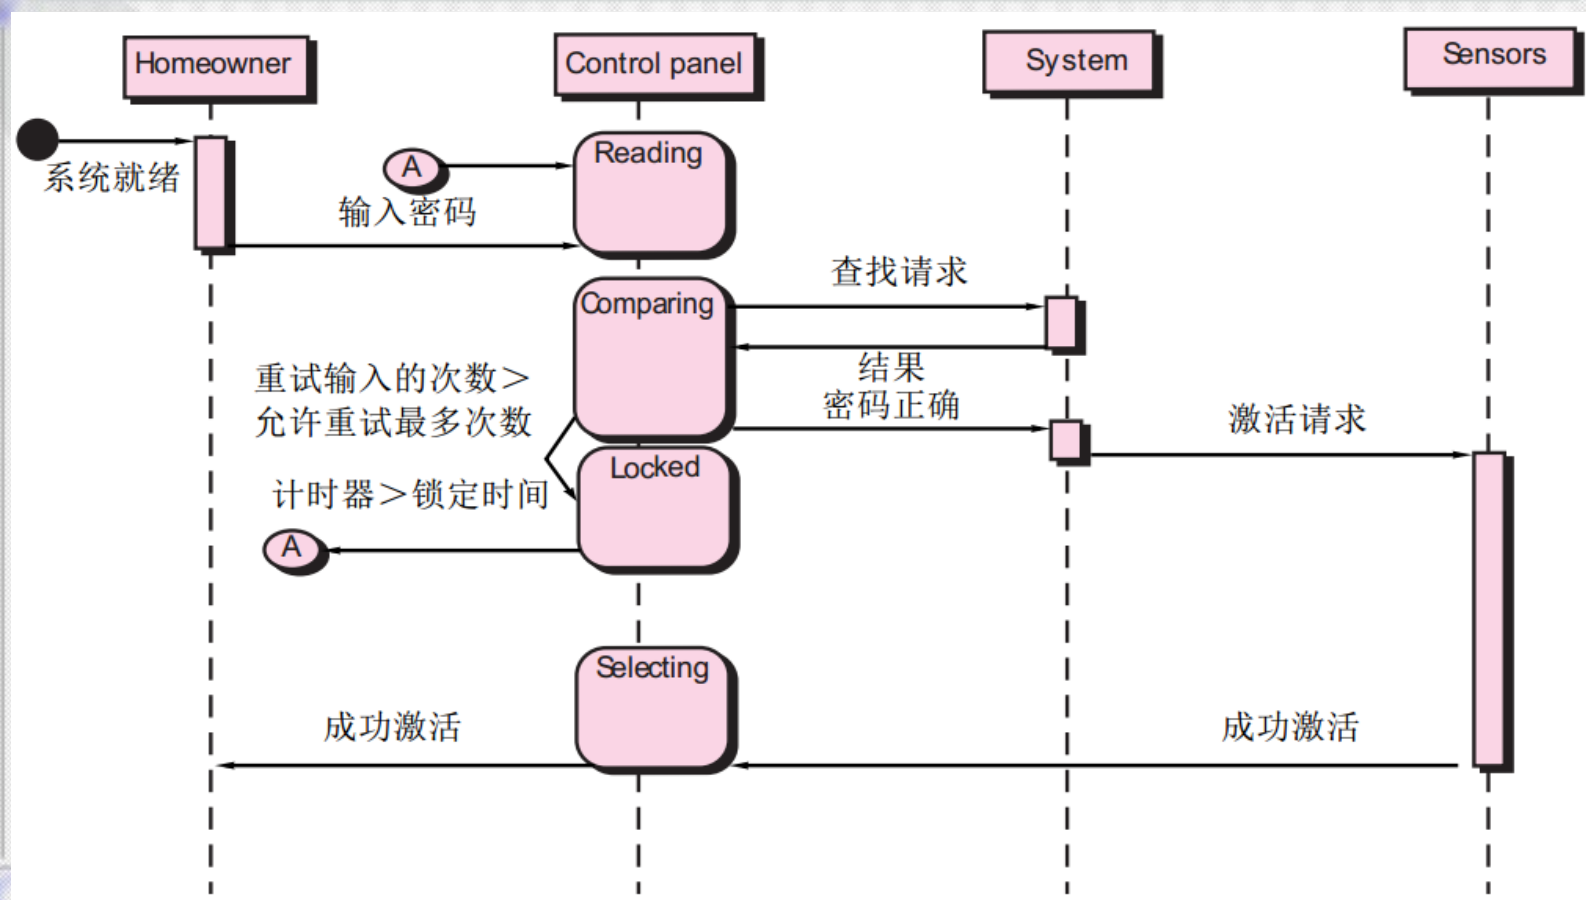 Homeowner
Control panel
System
Sensors
系统就绪
A
Reading
输入密码
Comparing
查找请求
结果
重试输入的次数＞
允许重试最多次数
密码正确
激活请求
Locked
计时器＞锁定时间
A
Selecting
成功激活
成功激活